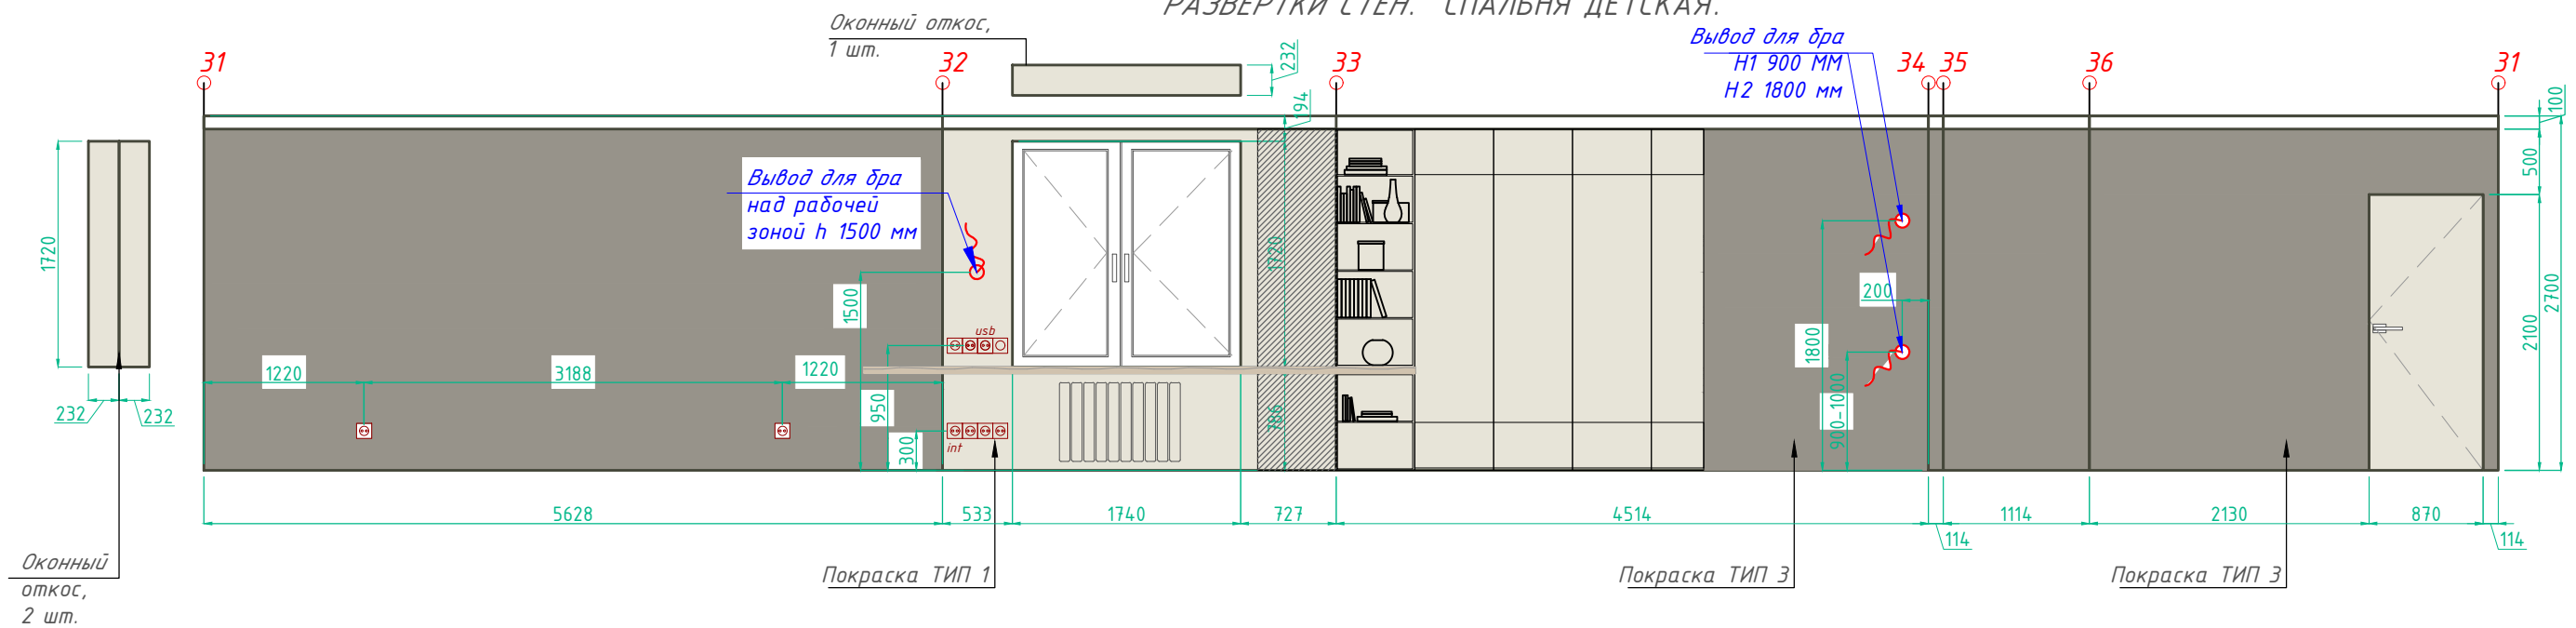 РАЗВЕРТКИ СТЕН. СПАЛЬНЯ ДЕТСКАЯ.
Оконный откос,
1 шт.
232
194
31
32
33
Вывод для бра
H1 900 ММ
H2 1800 мм
34
35
36
31
100
500
2700
2100
1720
232
232
Оконный
откос,
2 шт.
Вывод для бра
над рабочей
зоной h 1500 мм
1500
950
300
usb
int
1220
3188
1220
1720
786
1800
900-1000
200
5628
533
1740
727
4514
114
1114
2130
870
114
Покраска ТИП 1
Покраска ТИП 3
Покраска ТИП 3